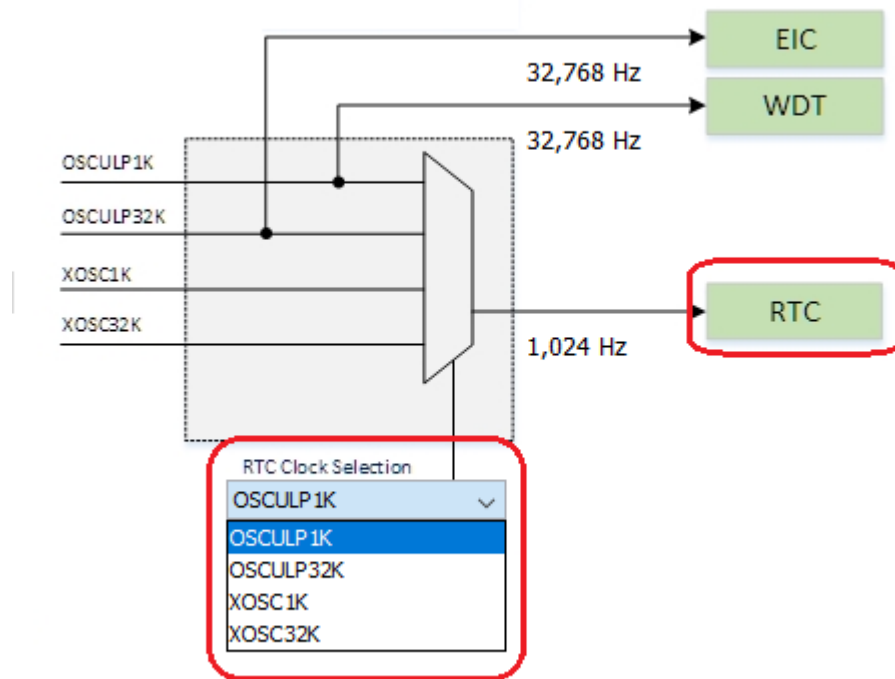 EIC
32,768 Hz
WDT
32,768 Hz
OSCULP1K
OSCULP32K
XOSC1K
XOSC32K
RTC
1,024 Hz
RTC Clock Selection
OSCULP1K
OSCULP1K
OSCULP32K
XOSC1K
XOSC32K